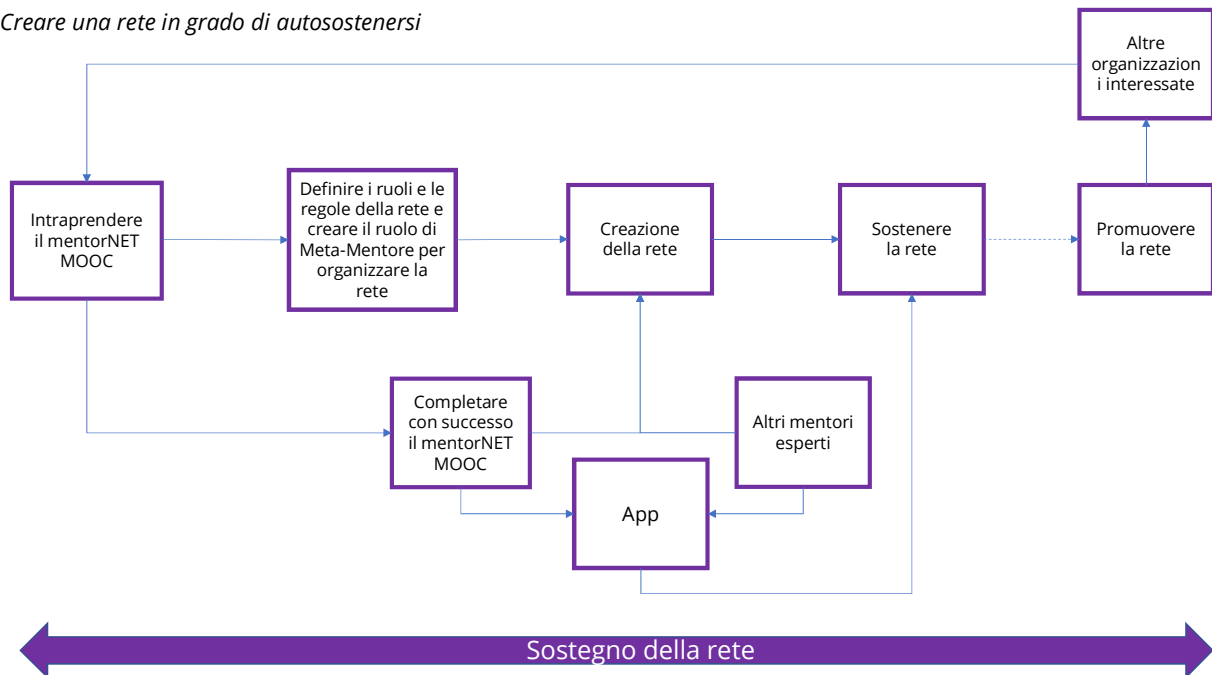 Creare una rete in grado di autosostenersi
Altre
organizzazion
i interessate
Intraprendere
il mentorNET
MOOC
Definire i ruoli e le
regole della rete e
creare il ruolo di
Meta-Mentore per
organizzare la
rete
Creazione
della rete
Sostenere
la rete
Promuovere
la rete
Completare
con successo
il mentorNET
MOOC
Altri mentori
esperti
App
Sostegno della rete